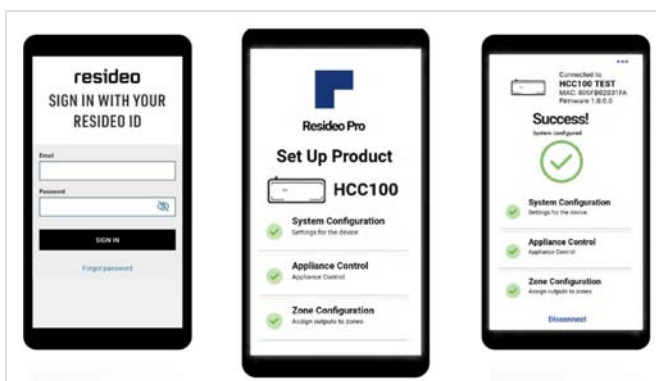 resideo
SIGN IN WITH YOUR
RESIDEO ID
Email
Password
SIGN IN
Forgot password
Resideo Pro
Set Up Product
HCC100
System Configuration
Settings for the device
Appliance Control
Appliance Control
Zone Configuration
Assign outputs to zones
Connected to
HCC100 TEST
Firmware 1.0.0.0
Success!
System configured
System Configuration
Settings for the device
Appliance Control
Appliance Control
Zone Configuration
Assign outputs to zones
Disconnect